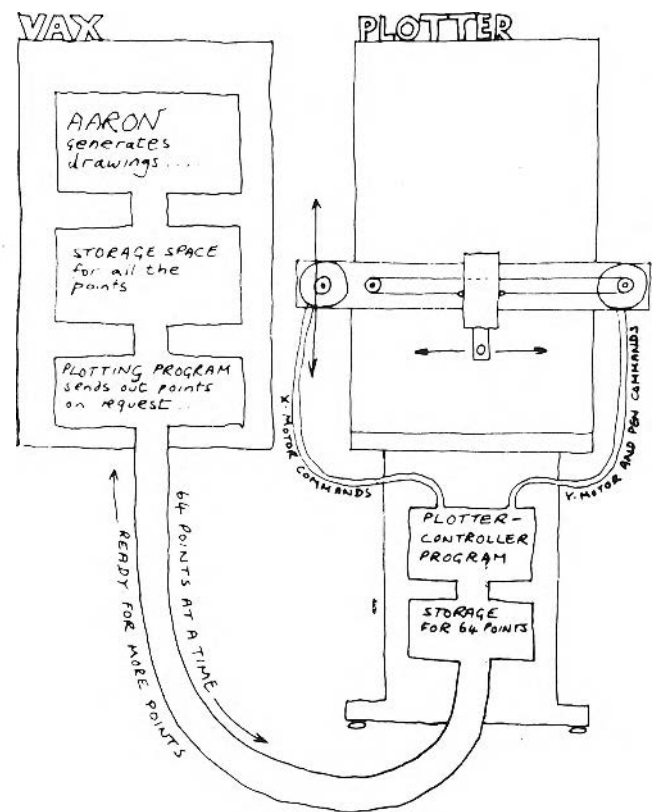 VAX
PLOTTER
AARON
generates
drawings....
STORAGE SPACE
for all the
points
PLOTTING PROGRAM
sends out points
on request..
X-MOTOR COMMANDS
Y-MOTOR AND PEN COMMANDS
PLOTTER-
CONTROLLER
PROGRAM
STORAGE
FOR 64 POINTS
64 POINTS AT A TIME
READY FOR MORE POINTS